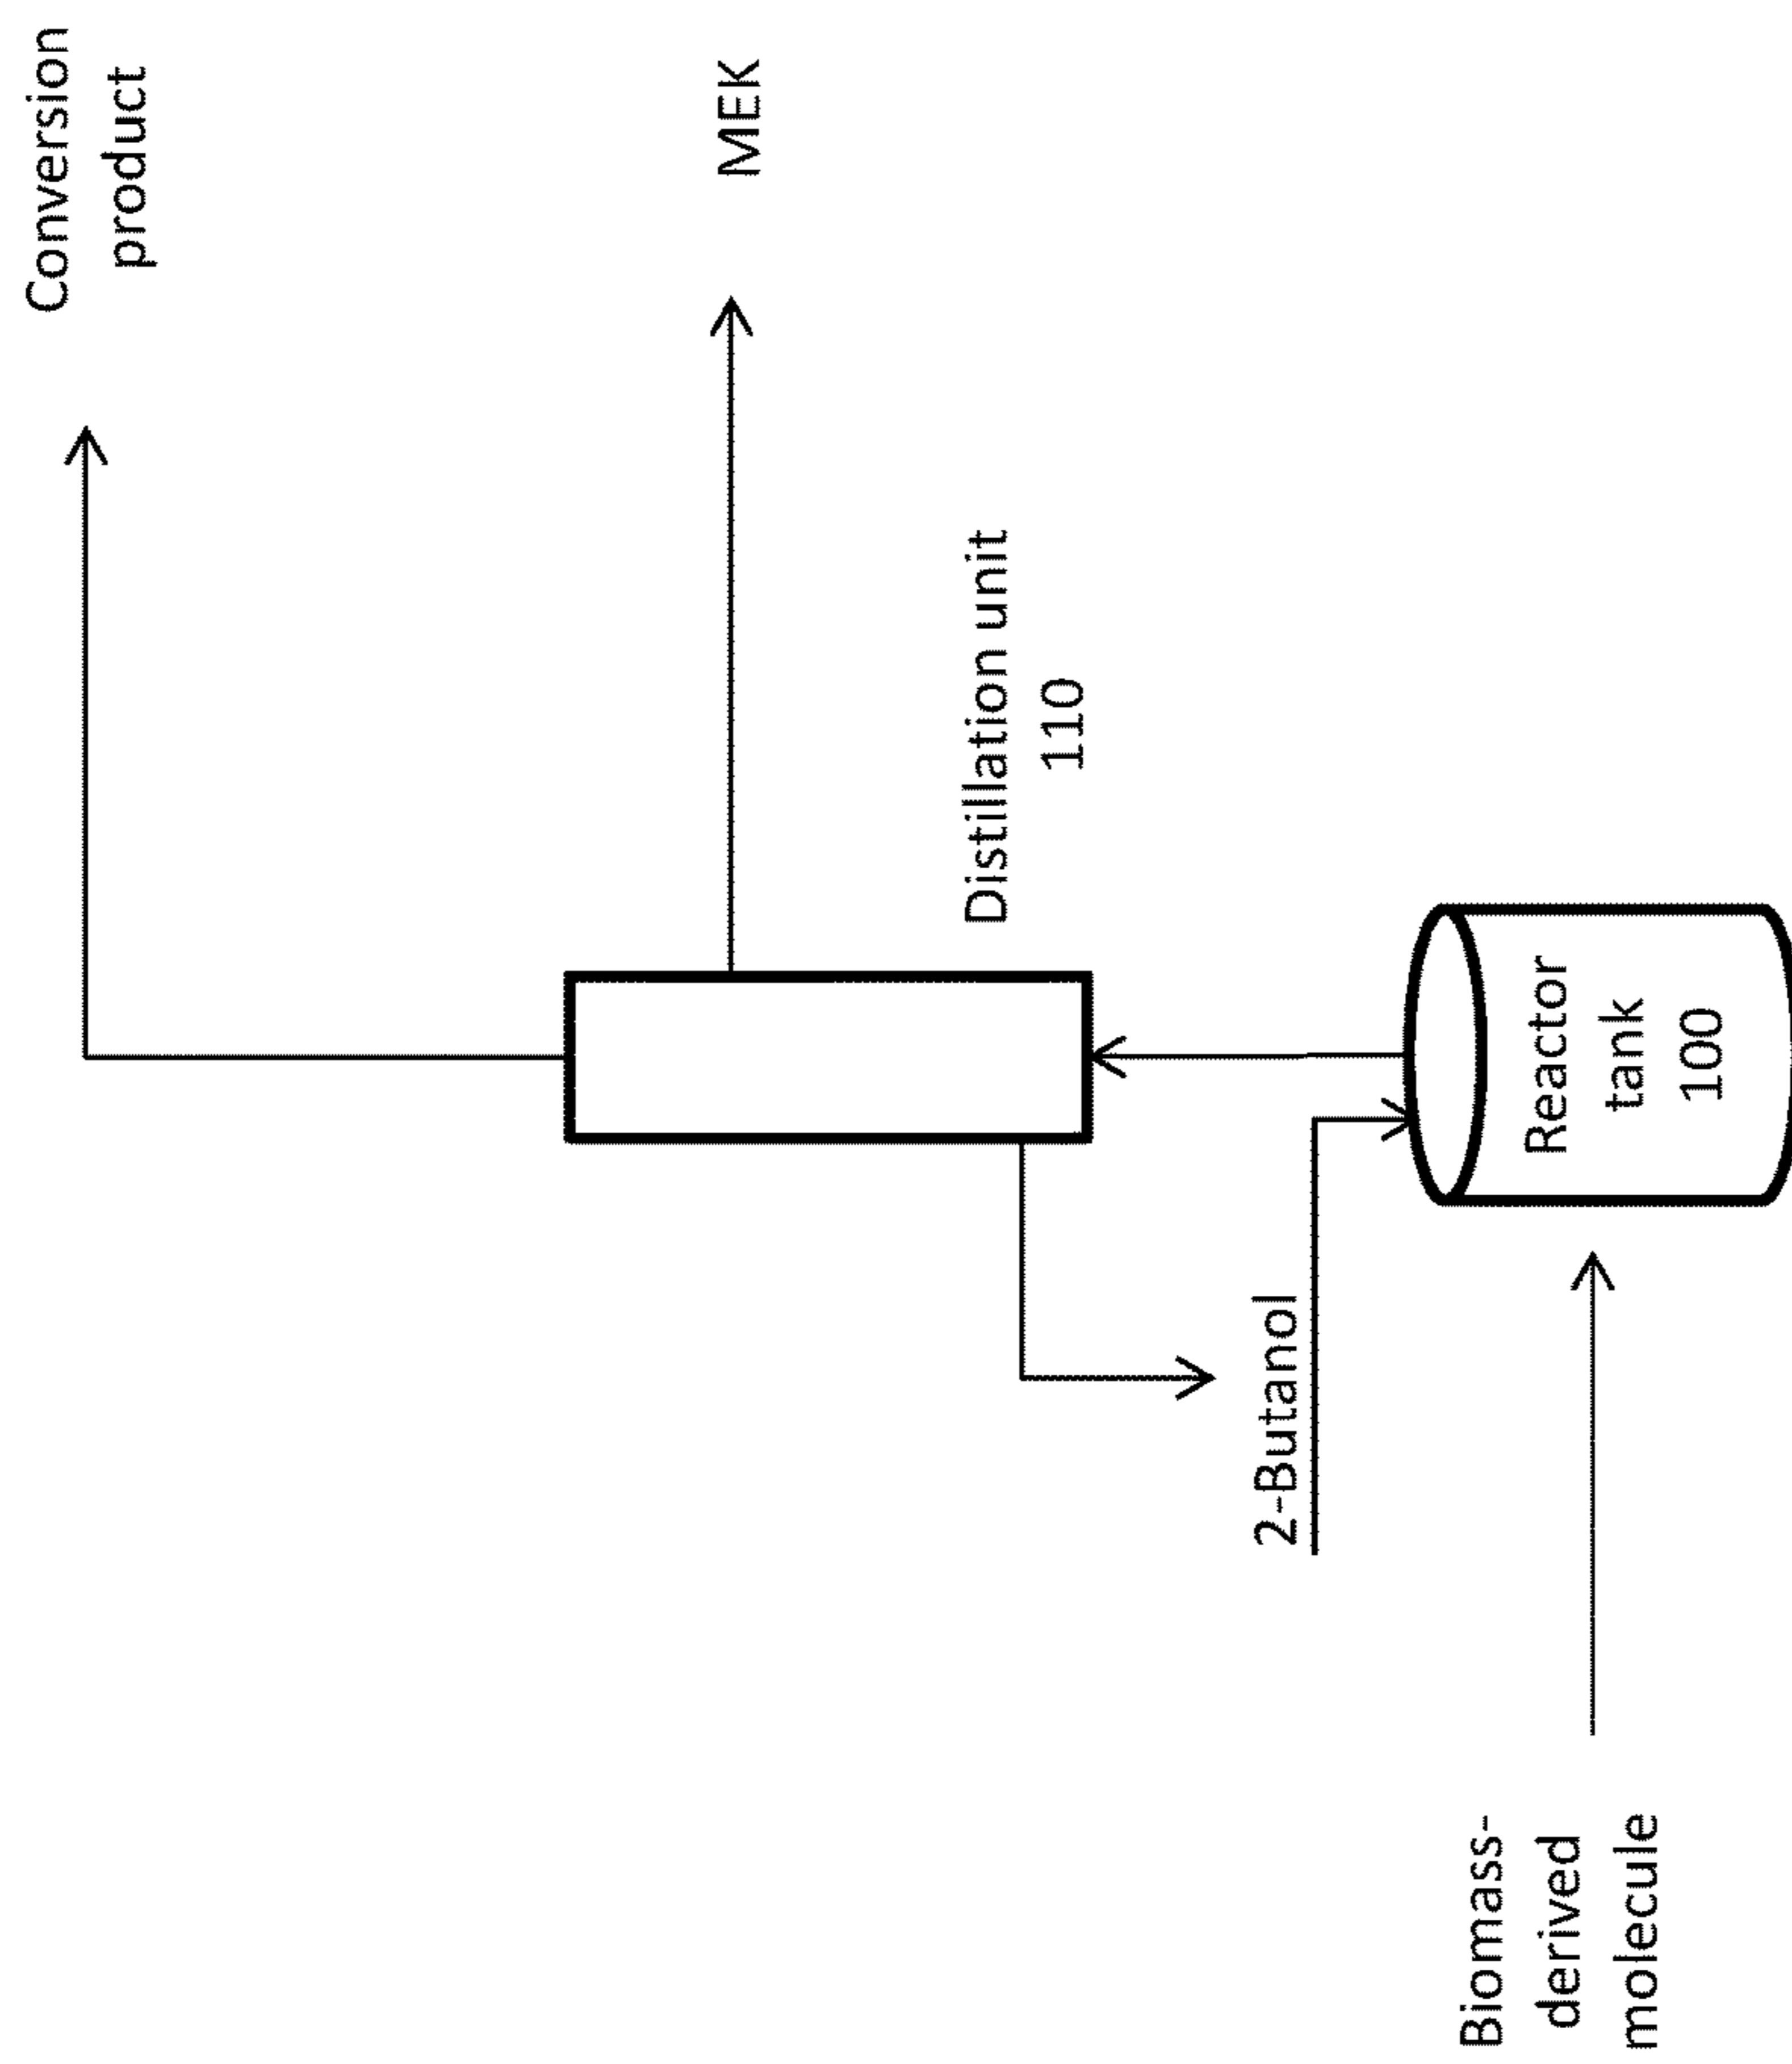 Conversion
product
MEK
Distillation unit
110
2-Butanol
Reactor
tank
100
Biomass-
derived
molecule